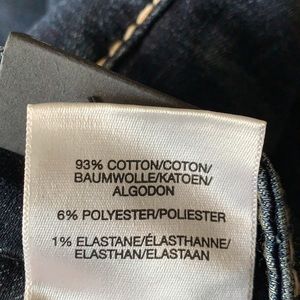 93% COTTON/COTON/
BAUMWOLLE/KATOEN/
ALGODON
6% POLYESTER/POLIESTER
1% ELASTANE/ÉLASTHANNE/
ELASTHAN/ELASTAAN